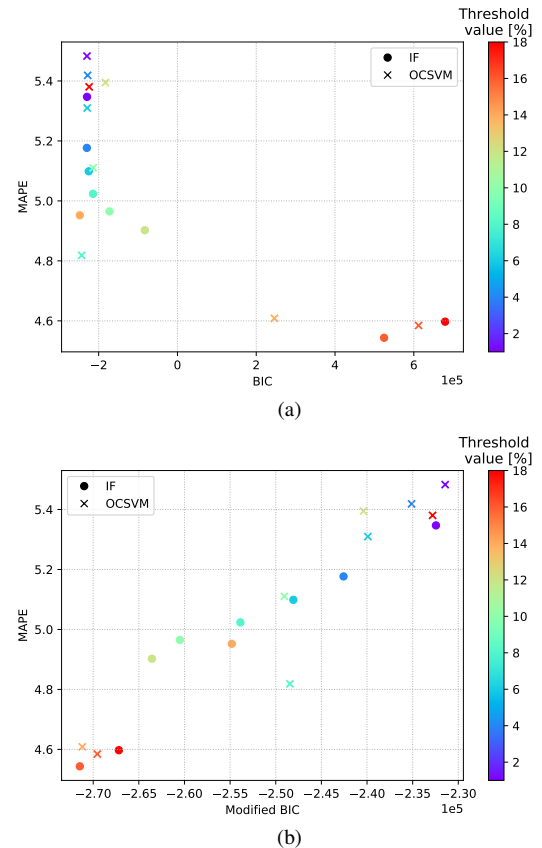 Threshold
value [%]
IF
OCSVM
5.4
5.2
5.0
4.8
4.6
MAPE
−2
0
2
4
6
1e5
BIC
18
16
14
12
10
8
6
4
2
(a)
Threshold
value [%]
IF
OCSVM
5.4
5.2
5.0
4.8
4.6
MAPE
−2.70
−2.65
−2.60
−2.55
−2.50
−2.45
−2.40
−2.35
−2.30
1e5
Modified BIC
18
16
14
12
10
8
6
4
2
(b)